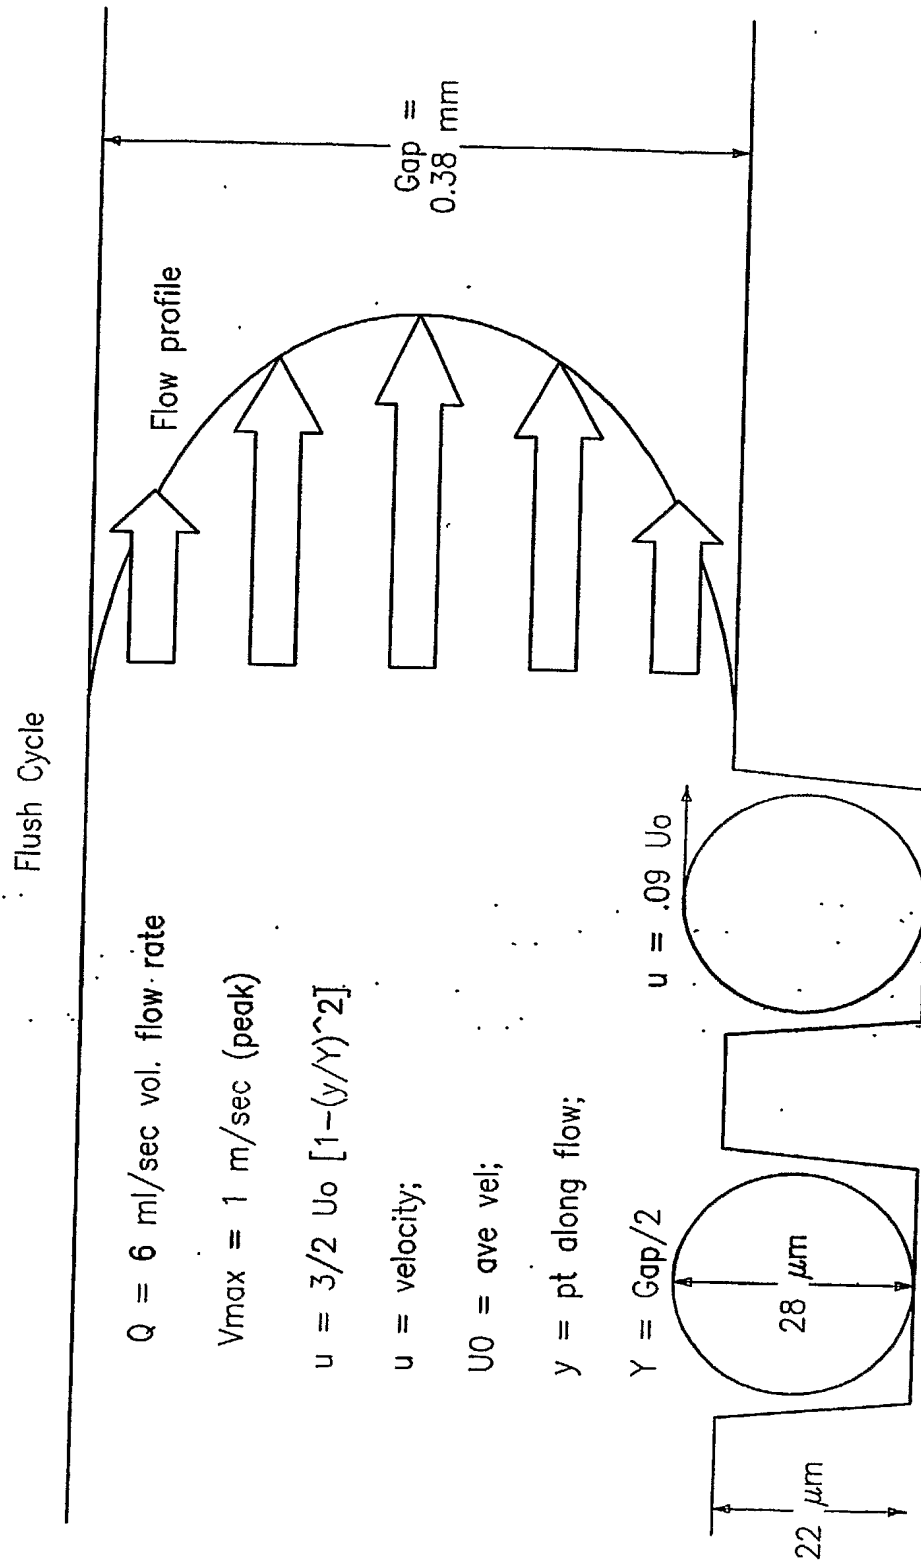 Flush Cycle
Q = 6 ml/sec vol. flow rate
Vmax = 1 m/sec (peak)
u = 3/2 Uo [1-(y/Y)^2]
u = velocity;
U0 = ave vel;
y = pt along flow;
Y = Gap/2
Flow profile
Gap =
0.38 mm
u = .09 Uo
28 μm
22 μm